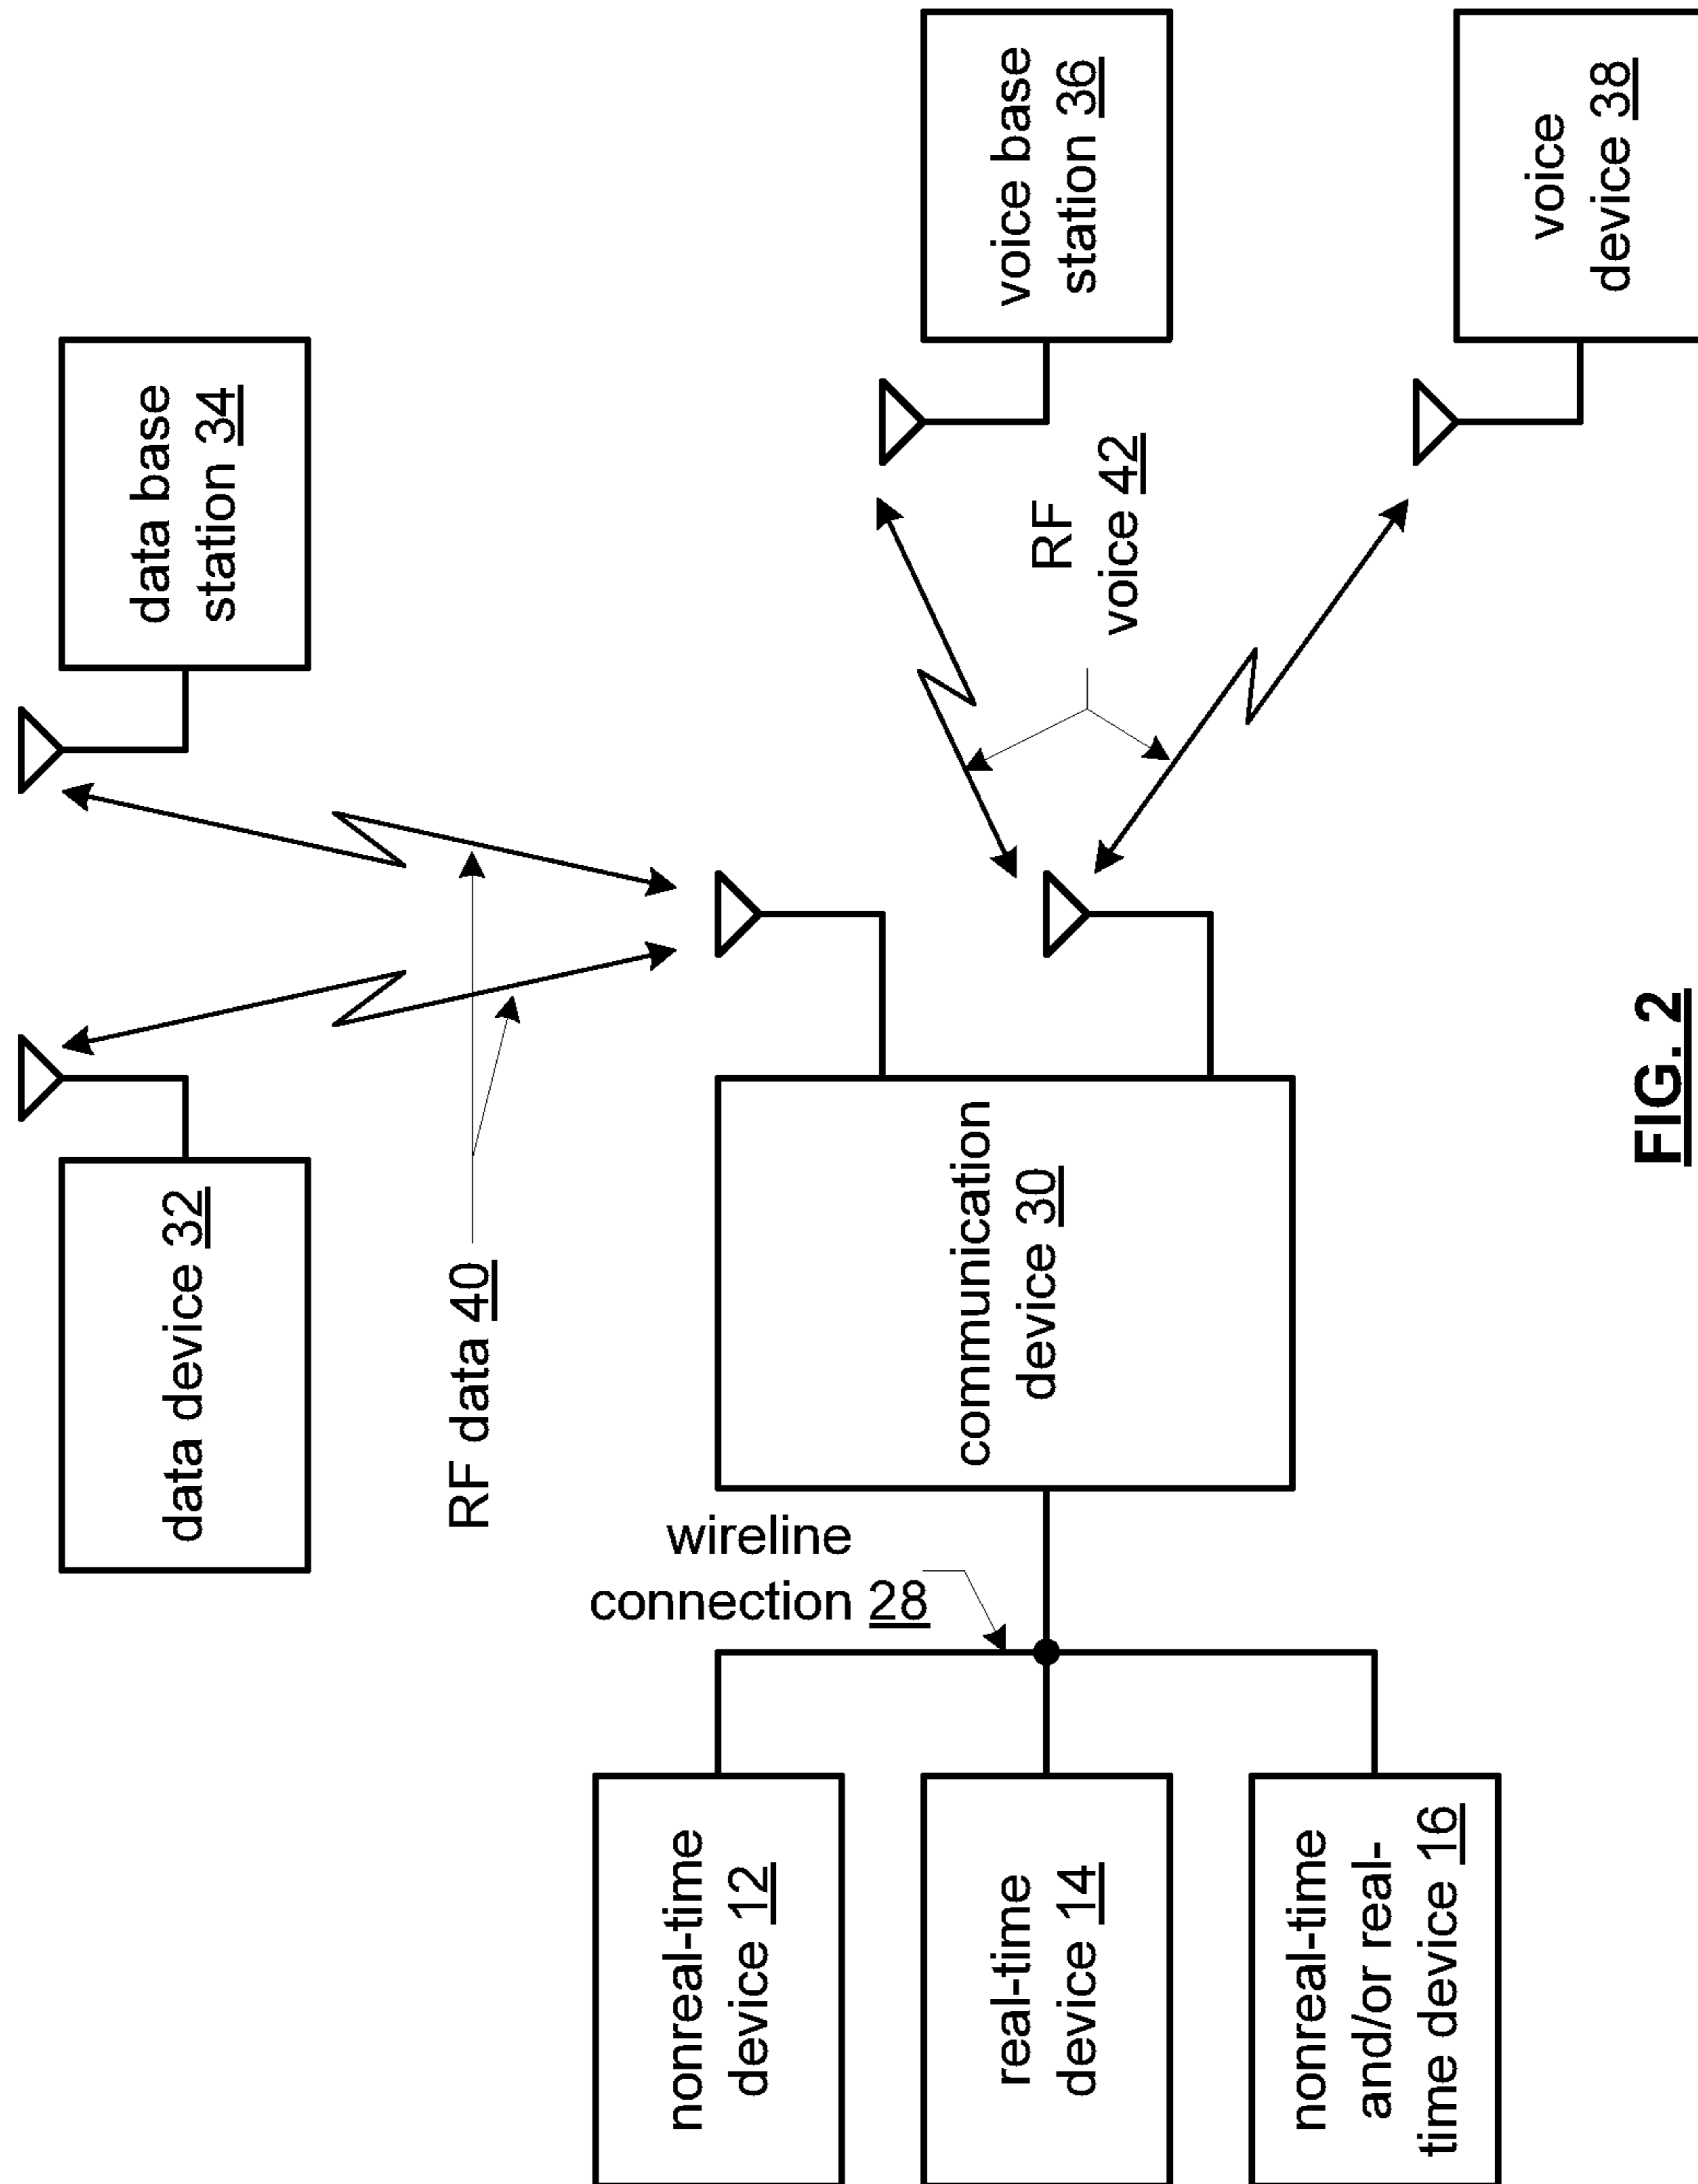 data device 32
data base
station 34
RF data 40
wireline
connection 28
nonreal-time
device 12
real-time
device 14
nonreal-time
and/or real-
time device 16
communication
device 30
RF
voice 42
voice base
station 36
voice
device 38
FIG. 2